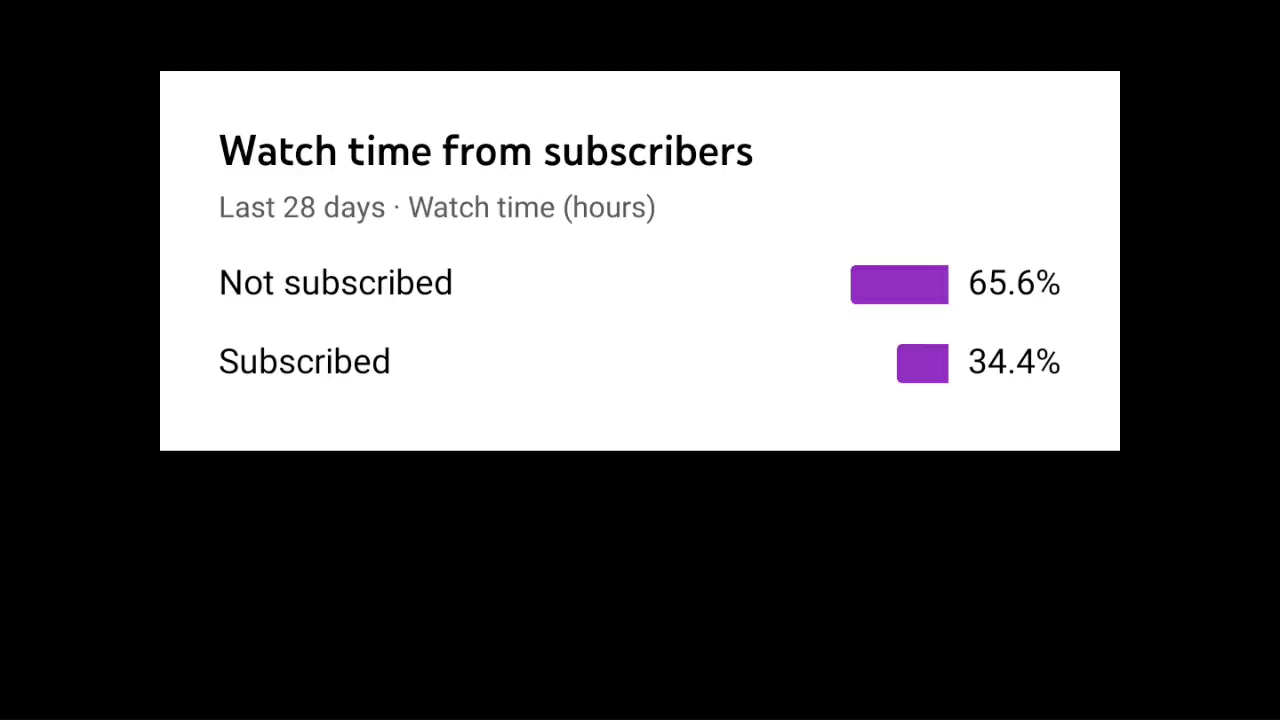 Watch time from subscribers
Last 28 days · Watch time (hours)
Not subscribed 65.6%
Subscribed 34.4%